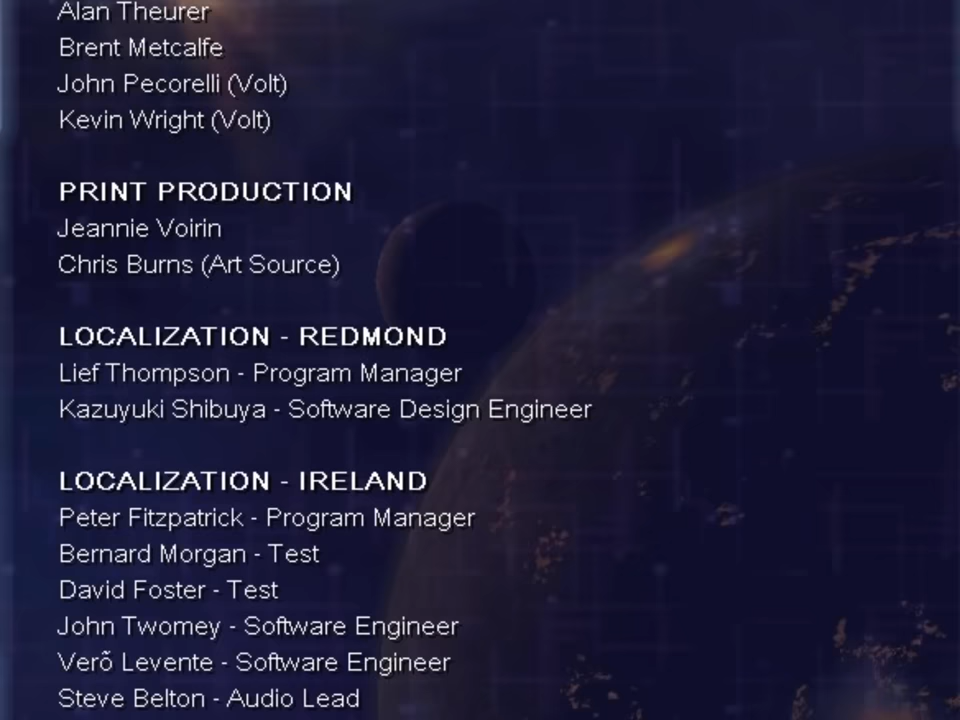 Alan Theurer
Brent Metcalfe
John Pecorelli (Volt)
Kevin Wright (Volt)
PRINT PRODUCTION
Jeannie Voirin
Chris Burns (Art Source)
LOCALIZATION - REDMOND
Lief Thompson - Program Manager
Kazuyuki Shibuya - Software Design Engineer
LOCALIZATION - IRELAND
Peter Fitzpatrick - Program Manager
Bernard Morgan - Test
David Foster - Test
John Twomey - Software Engineer
Verõ Levente - Software Engineer
Steve Belton - Audio Lead